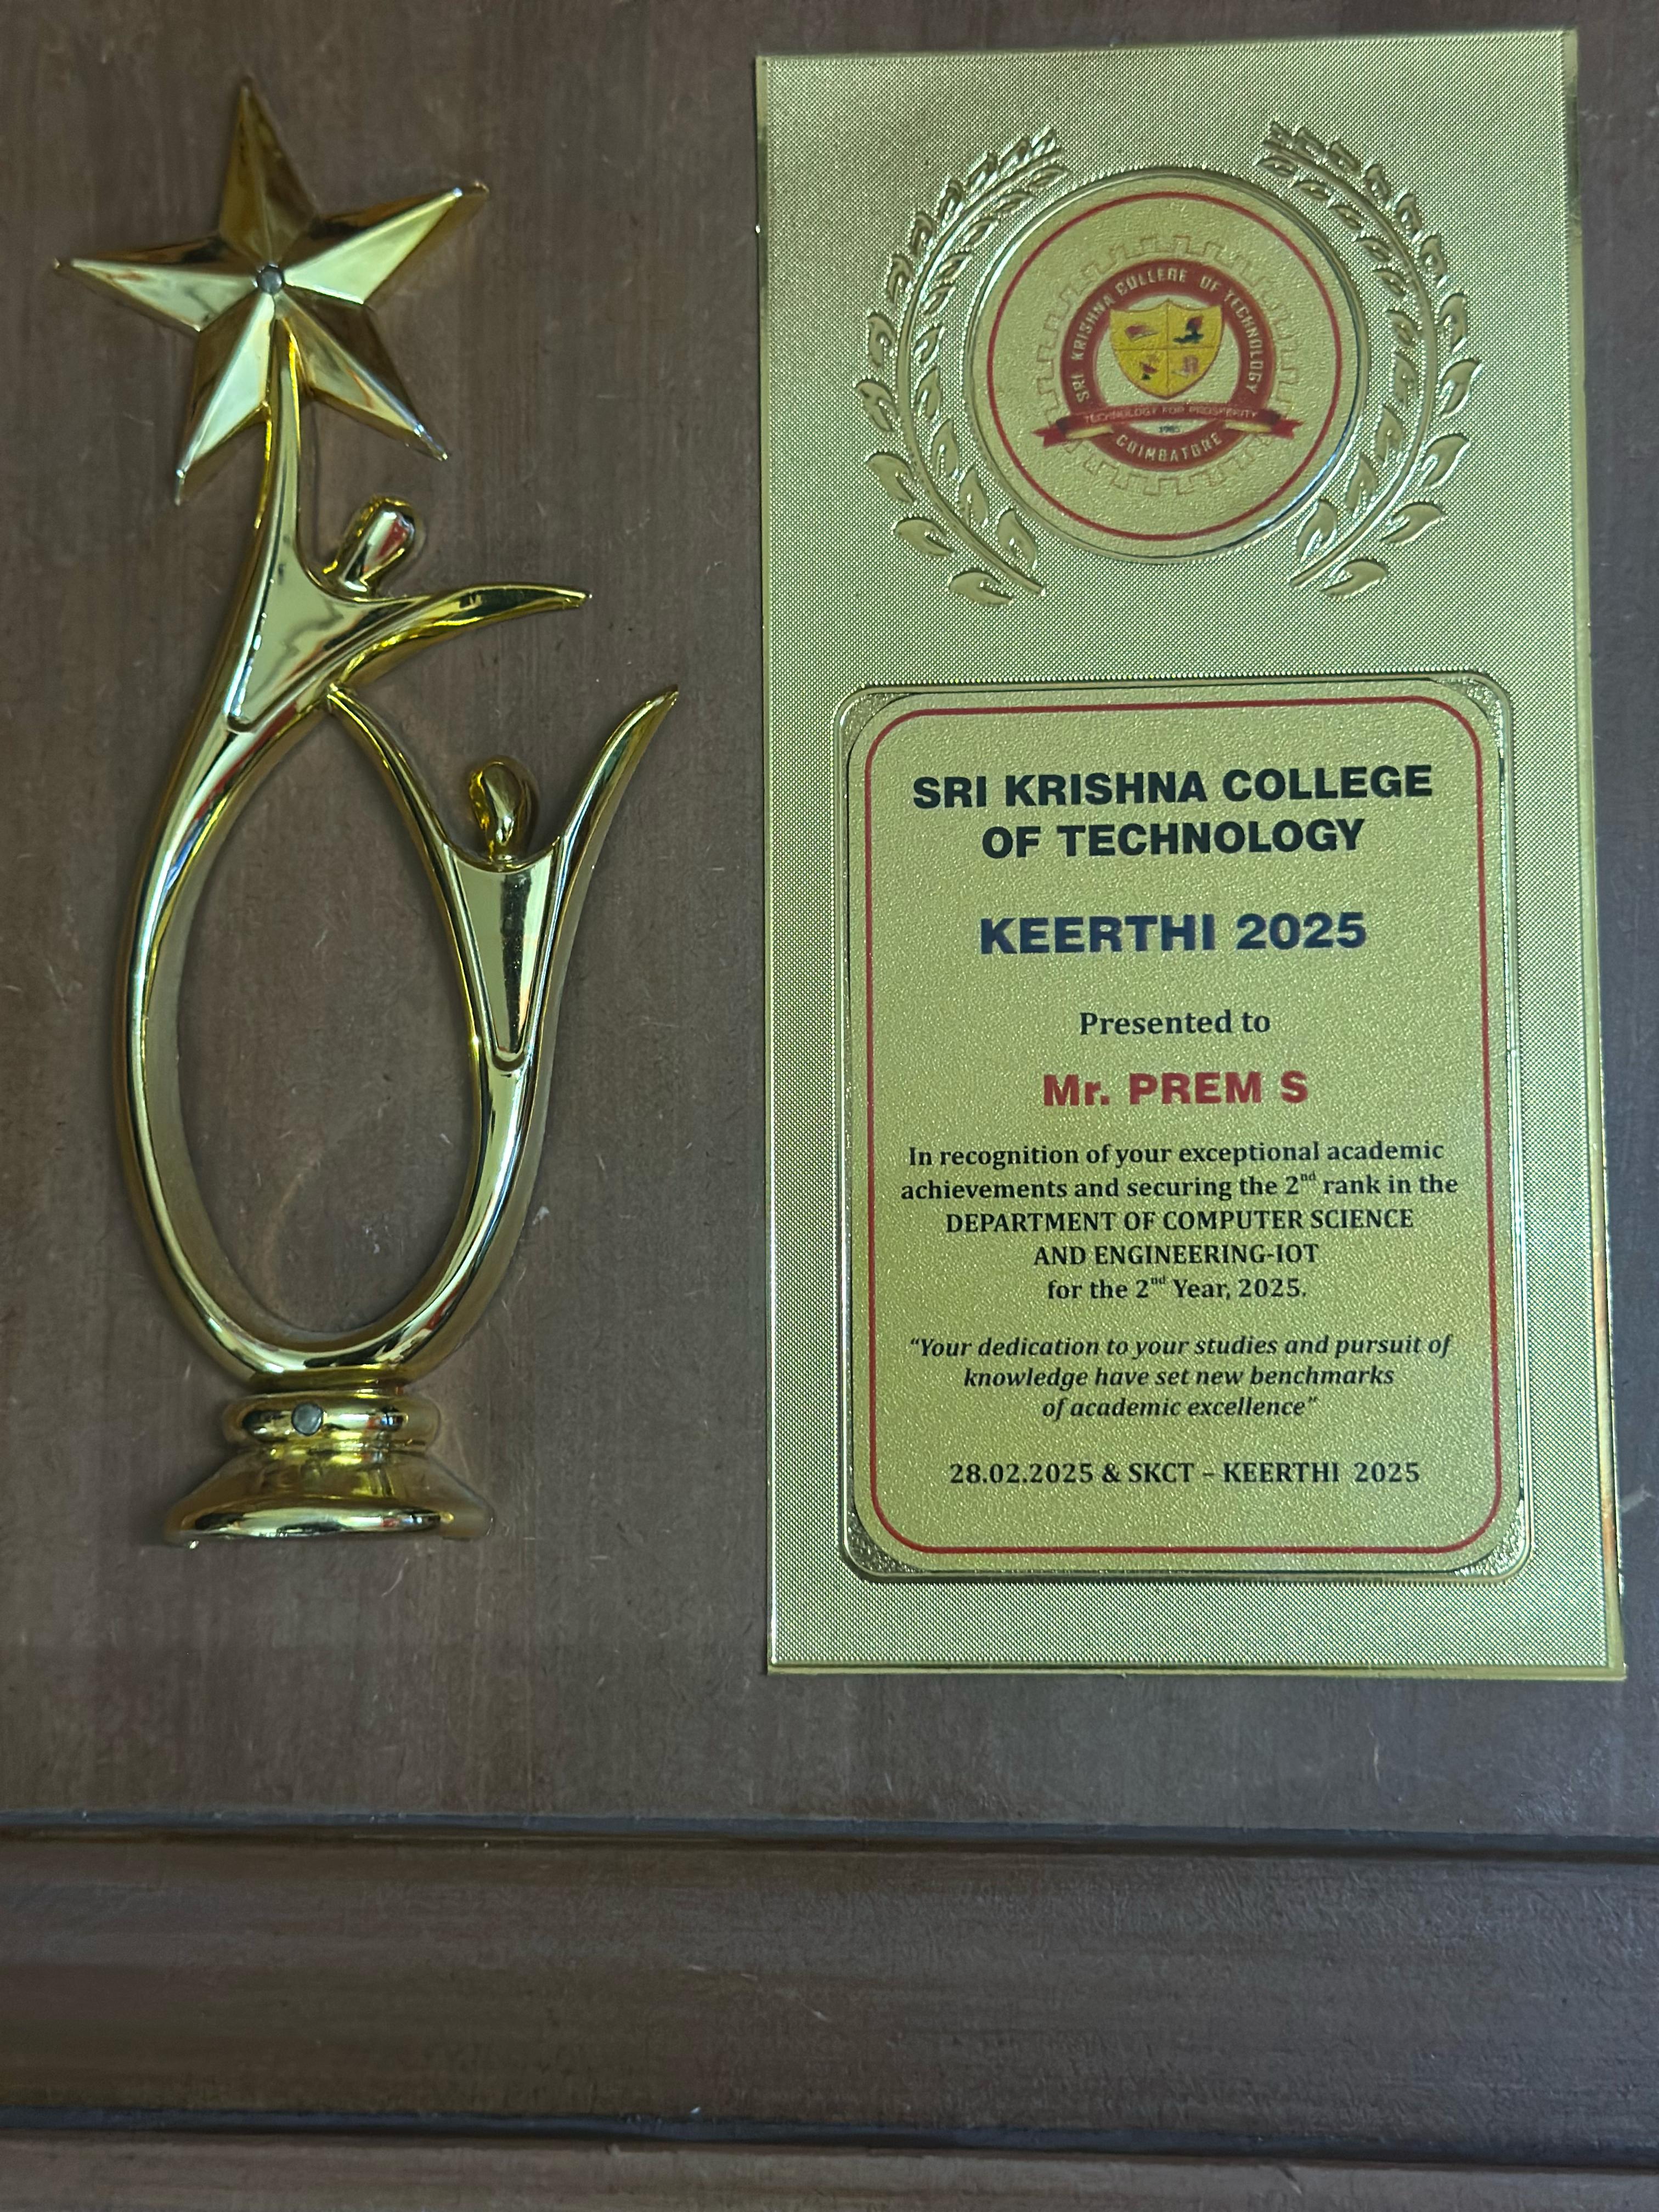 SRI KRISHNA COLLEGE OF TECHNOLOGY
TECHNOLOGY FOR PROSPERITY
1985
COIMBATORE
SRI KRISHNA COLLEGE
OF TECHNOLOGY
KEERTHI 2025
Presented to
Mr. PREM S
In recognition of your exceptional academic
achievements and securing the 2nd rank in the
DEPARTMENT OF COMPUTER SCIENCE
AND ENGINEERING-IOT
for the 2nd Year, 2025.
“Your dedication to your studies and pursuit of
knowledge have set new benchmarks
of academic excellence”
28.02.2025 & SKCT – KEERTHI 2025